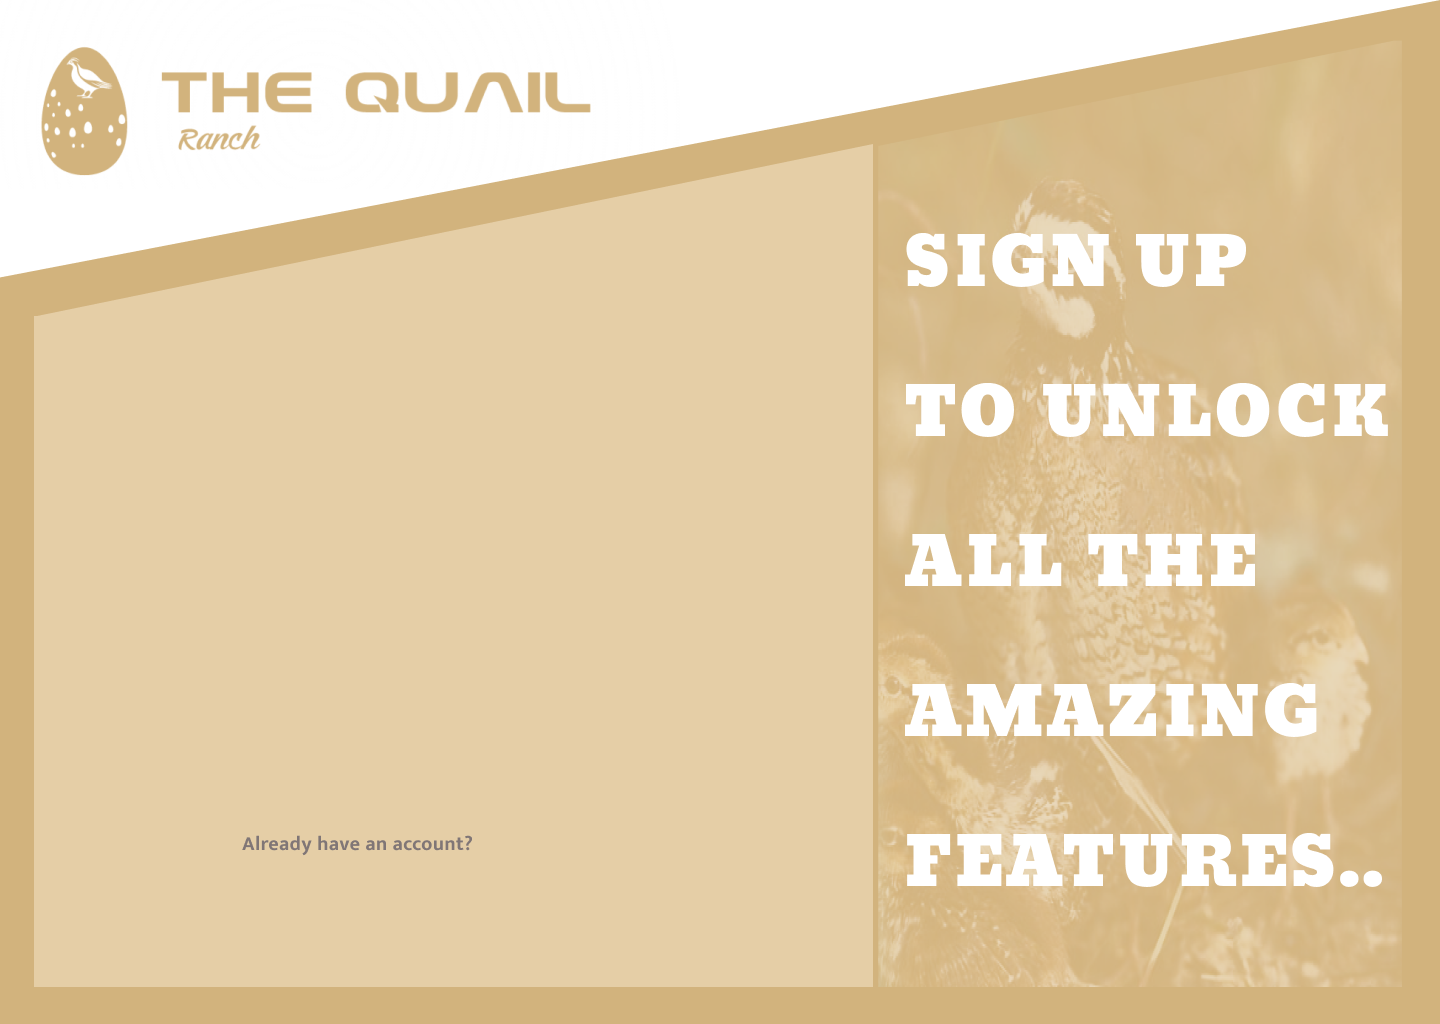 THE QUAIL
Ranch
SIGN UP
TO UNLOCK
ALL THE
AMAZING
FEATURES..
Already have an account?